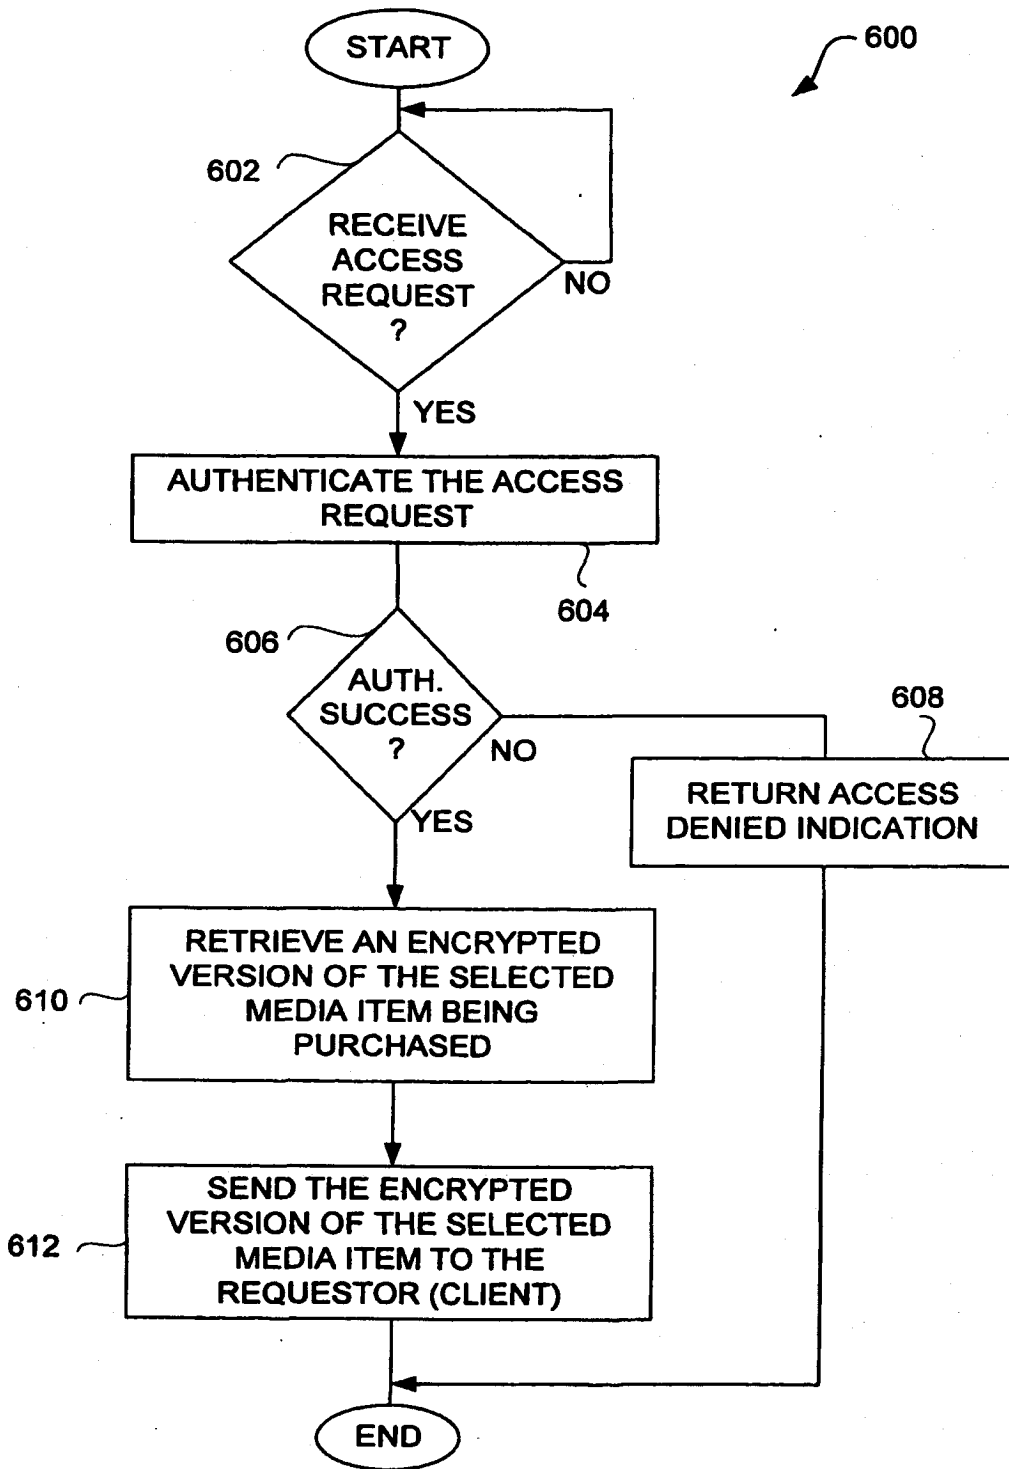 START
600
602
RECEIVE
ACCESS
REQUEST
?
NO
YES
AUTHENTICATE THE ACCESS
REQUEST
604
606
AUTH.
SUCCESS
?
NO
YES
608
RETURN ACCESS
DENIED INDICATION
610
RETRIEVE AN ENCRYPTED
VERSION OF THE SELECTED
MEDIA ITEM BEING
PURCHASED
612
SEND THE ENCRYPTED
VERSION OF THE SELECTED
MEDIA ITEM TO THE
REQUESTOR (CLIENT)
END